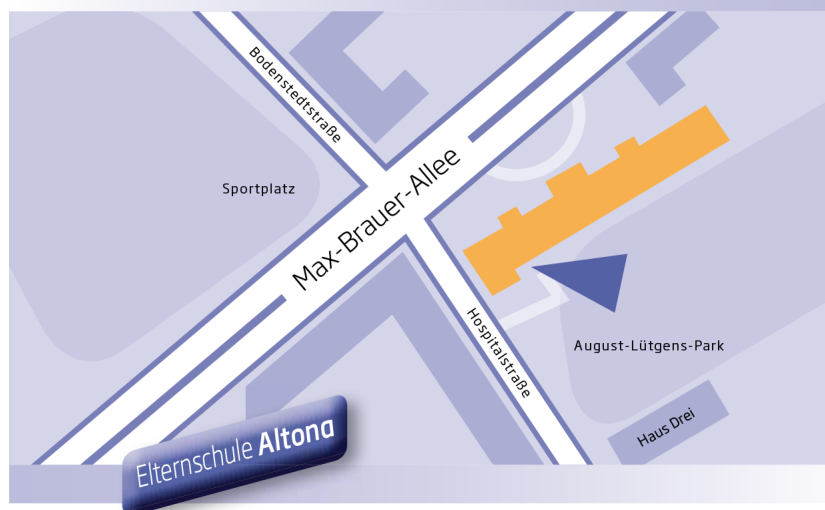 Bodenstedtstraße
Sportplatz
Max-Brauer-Allee
Hospitalstraße
August-Lütgens-Park
Haus Drei
Elternschule Altona